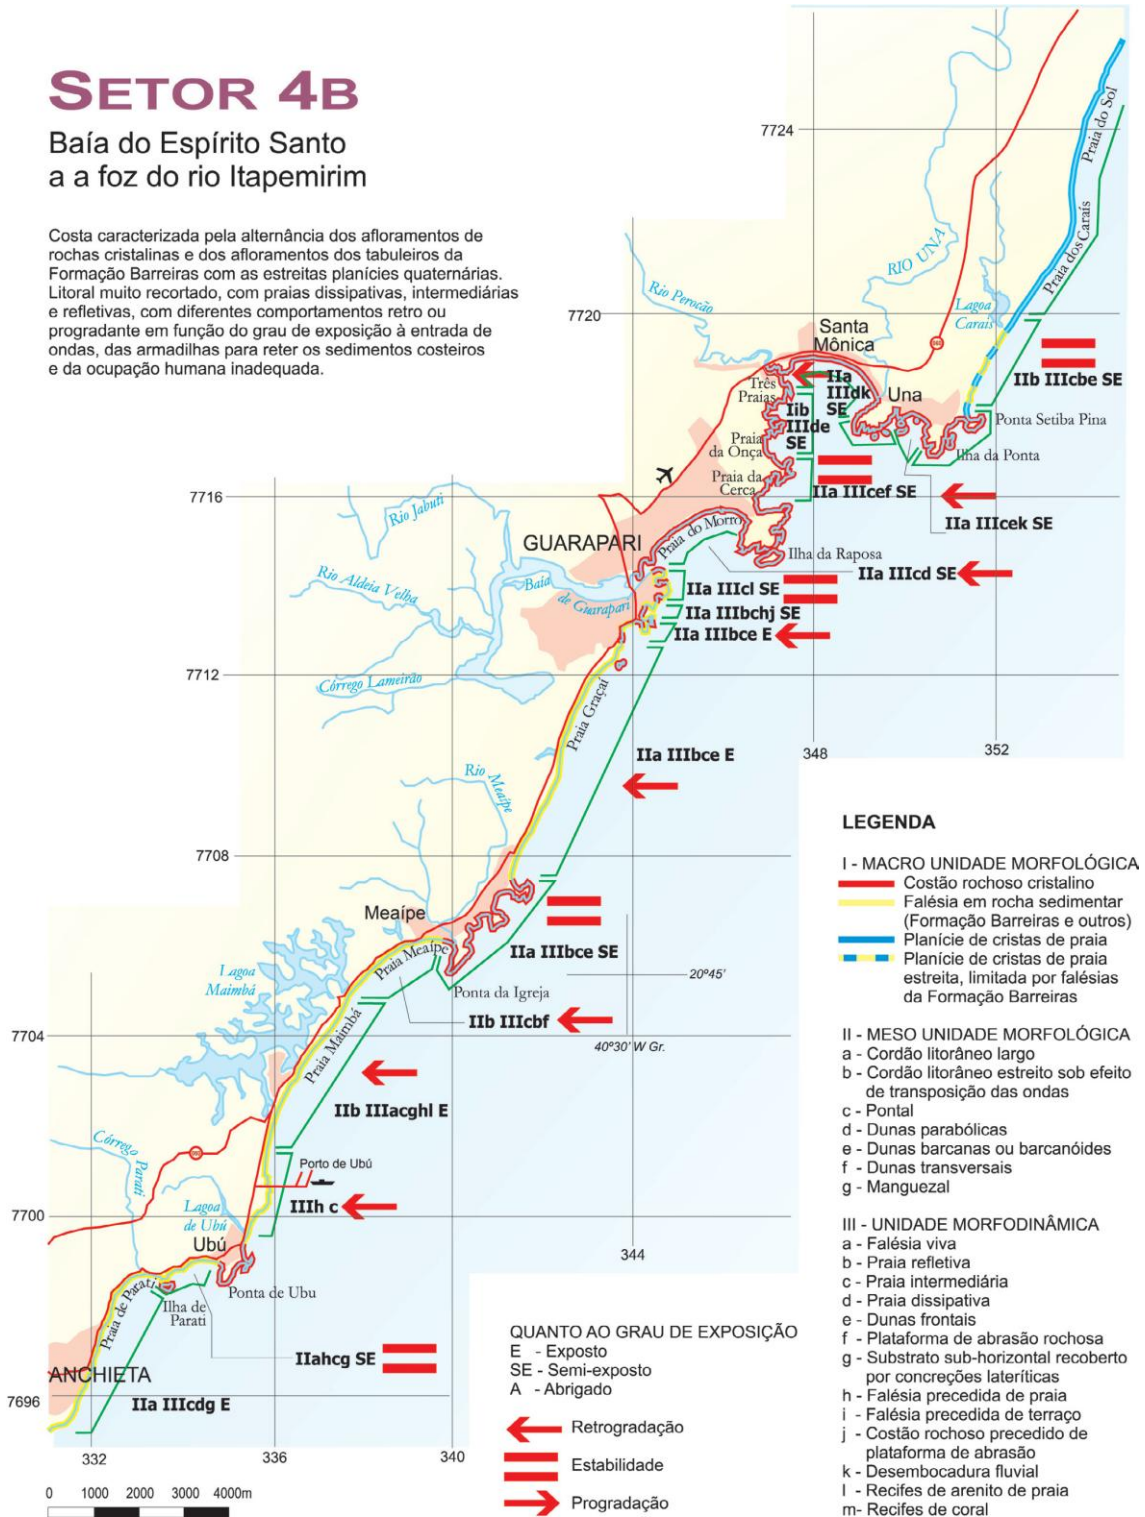 SETOR 4B
Baía do Espírito Santo
a a foz do rio Itapemirim
Costa caracterizada pela alternância dos afloramentos de
rochas cristalinas e dos afloramentos dos tabuleiros da
Formação Barreiras com as estreitas planícies quaternárias.
Litoral muito recortado, com praias dissipativas, intermediárias
e refletivas, com diferentes comportamentos retro ou
progradante em função do grau de exposição à entrada de
ondas, das armadilhas para reter os sedimentos costeiros
e da ocupação humana inadequada.
7724
Praia do Sol
RIO UNA
Praia dos Carais
Rio Perocão
7720
Lagoa
Carais
060
Santa
Mônica
IIb IIIcbe SE
Três
Praias
IIa
IIIdk
SE
Una
Iib
IIIde
SE
Ponta Setiba Pina
Praia
da Onça
Ilha da Ponta
Praia da
Cerca
IIa IIIcef SE
7716
IIa IIIcek SE
Rio Jabuti
GUARAPARI
Praia do Morro
Ilha da Raposa
Rio Aldeia Velha
Baía
de Guarapari
IIa IIIcd SE
IIa IIIcl SE
IIa IIIbchj SE
IIa IIIbce E
7712
Córrego Lameirão
Praia Graçaí
348
352
IIa IIIbce E
Rio Meaípe
7708
Meaípe
IIa IIIbce SE
Praia Meaípe
Lagoa
Maimbá
20º45'
Ponta da Igreja
IIb IIIcbf
7704
40º30' W Gr.
Praia Maimbá
IIb IIIacghl E
Córrego
Parati
060
Porto de Ubú
IIIh c
Lagoa
de Ubú
7700
Ubú
344
Praia de Parati
Ilha de
Parati
Ponta de Ubu
IIahcg SE
ANCHIETA
7696
IIa IIIcdg E
332
336
340
0 1000 2000 3000 4000m
QUANTO AO GRAU DE EXPOSIÇÃO
E - Exposto
SE - Semi-exposto
A - Abrigado
Retrogradação
Estabilidade
Progradação
LEGENDA
I - MACRO UNIDADE MORFOLÓGICA
Costão rochoso cristalino
Falésia em rocha sedimentar
(Formação Barreiras e outros)
Planície de cristas de praia
Planície de cristas de praia
estreita, limitada por falésias
da Formação Barreiras
II - MESO UNIDADE MORFOLÓGICA
a - Cordão litorâneo largo
b - Cordão litorâneo estreito sob efeito
de transposição das ondas
c - Pontal
d - Dunas parabólicas
e - Dunas barcanas ou barcanóides
f - Dunas transversais
g - Manguezal
III - UNIDADE MORFODINÂMICA
a - Falésia viva
b - Praia refletiva
c - Praia intermediária
d - Praia dissipativa
e - Dunas frontais
f - Plataforma de abrasão rochosa
g - Substrato sub-horizontal recoberto
por concreções lateríticas
h - Falésia precedida de praia
i - Falésia precedida de terraço
j - Costão rochoso precedido de
plataforma de abrasão
k - Desembocadura fluvial
l - Recifes de arenito de praia
m- Recifes de coral